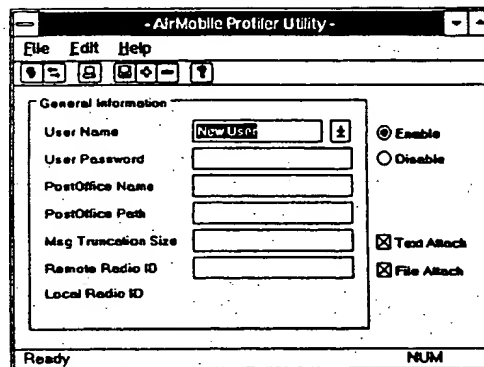 - AirMobile Profiler Utility -
File Edit Help
General Information
User Name New User
Enable
User Password
Disable
PostOffice Name
PostOffice Path
Msg Truncation Size
Text Attach
Remote Radio ID
File Attach
Local Radio ID
Ready NUM